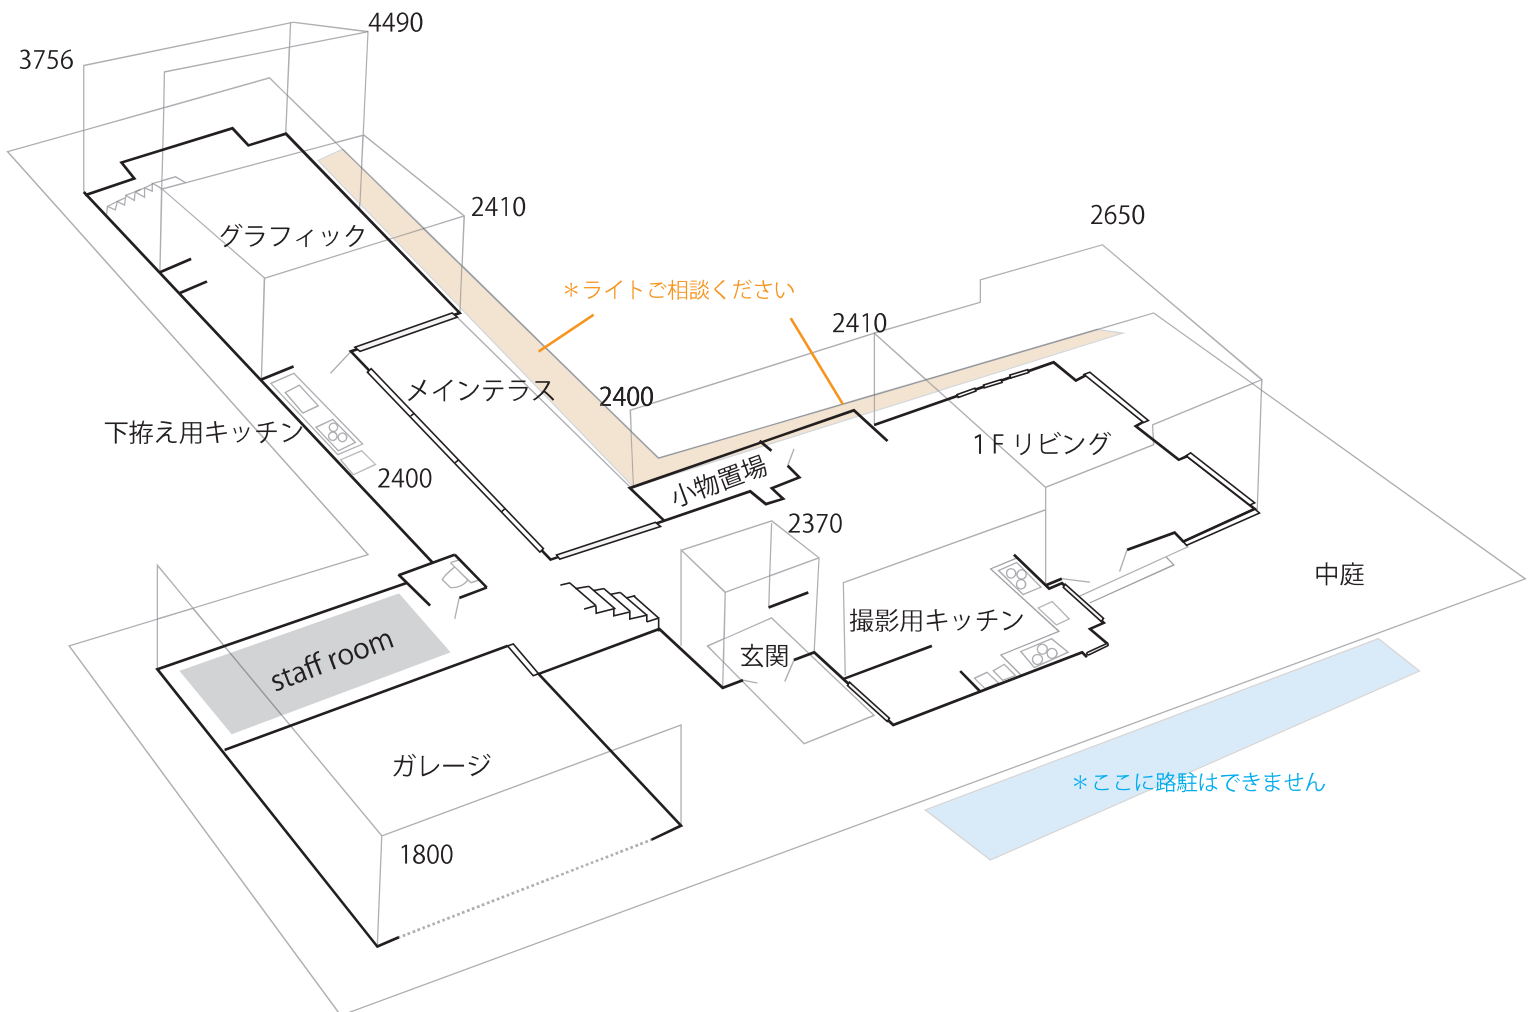 4490
3756
2410
2650
グラフィック
＊ライトご相談ください
2410
メインテラス
2400
下拵え用キッチン
1F リビング
小物置場
2400
2370
中庭
撮影用キッチン
玄関
staff room
ガレージ
＊ここに路駐はできません
1800